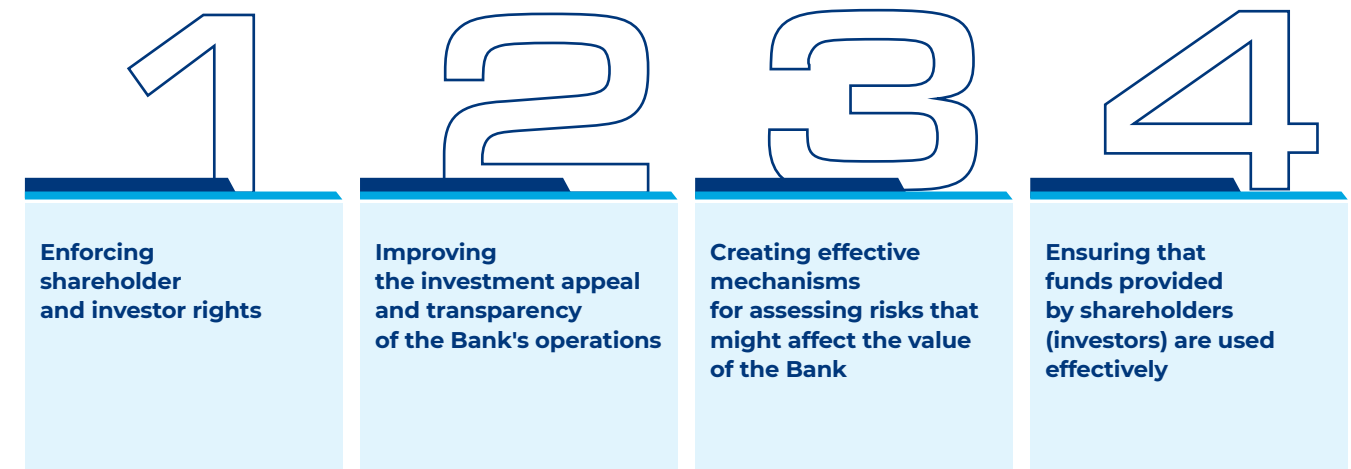 1
Enforcing
shareholder
and investor rights
2
Improving
the investment appeal
and transparency
of the Bank's operations
3
Creating effective
mechanisms
for assessing risks that
might affect the value
of the Bank
4
Ensuring that
funds provided
by shareholders
(investors) are used
effectively